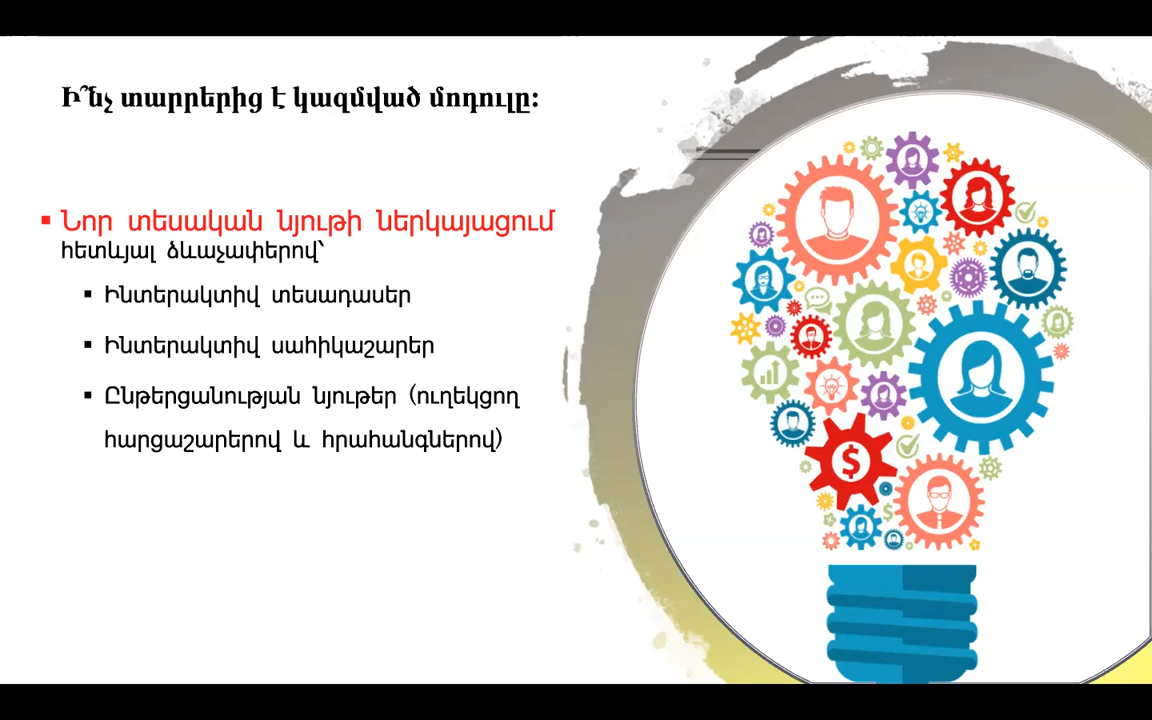 Ի՞նչ տարրերից է կազմված մոդուլը։
▪ Նոր տեսական նյութի ներկայացում
հետևյալ ձևաչափերով՝
▪ Ինտերակտիվ տեսադասեր
▪ Ինտերակտիվ սահիկաշարեր
▪ Ընթերցանության նյութեր (ուղեկցող
հարցաշարերով և հրահանգներով)
$
$